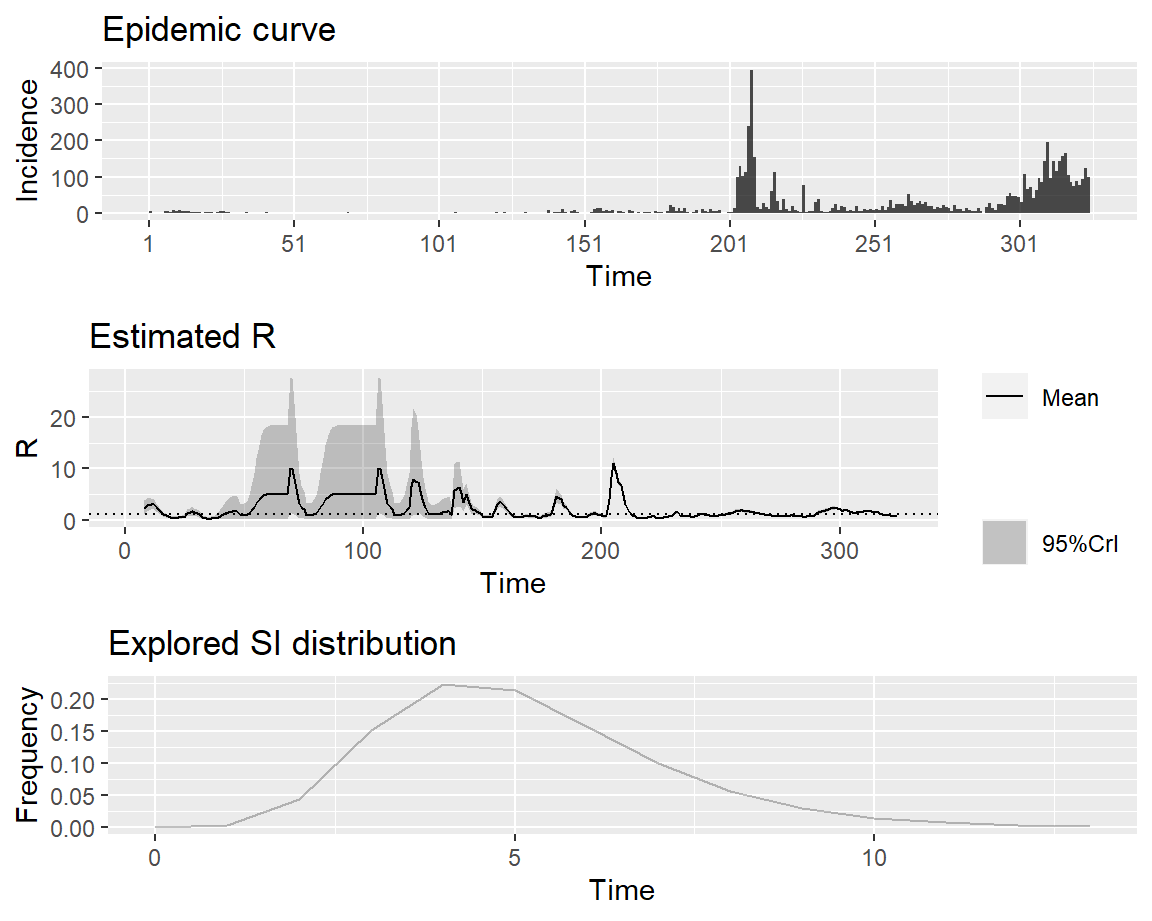 Epidemic curve
400
300
200
100
0
Incidence
1 51 101 151 201 251 301
Time
Estimated R
20
10
0
R
0 100 200 300
Time
Mean
95%CrI
Explored SI distribution
0.20
0.15
0.10
0.05
0.00
Frequency
0 5 10
Time